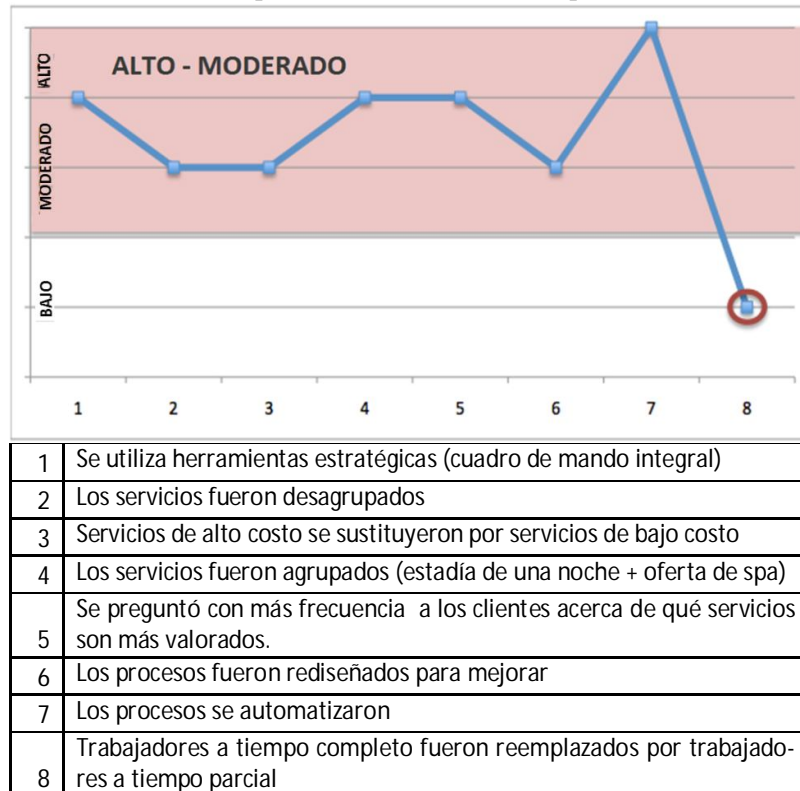 ALTO - MODERADO
ALTO
MODERADO
BAJO
1 2 3 4 5 6 7 8
1 Se utiliza herramientas estratégicas (cuadro de mando integral)
2 Los servicios fueron desagrupados
3 Servicios de alto costo se sustituyeron por servicios de bajo costo
4 Los servicios fueron agrupados (estadía de una noche + oferta de spa)
Se preguntó con más frecuencia a los clientes acerca de qué servicios
5 son más valorados.
6 Los procesos fueron rediseñados para mejorar
7 Los procesos se automatizaron
Trabajadores a tiempo completo fueron reemplazados por trabajado-
8 res a tiempo parcial